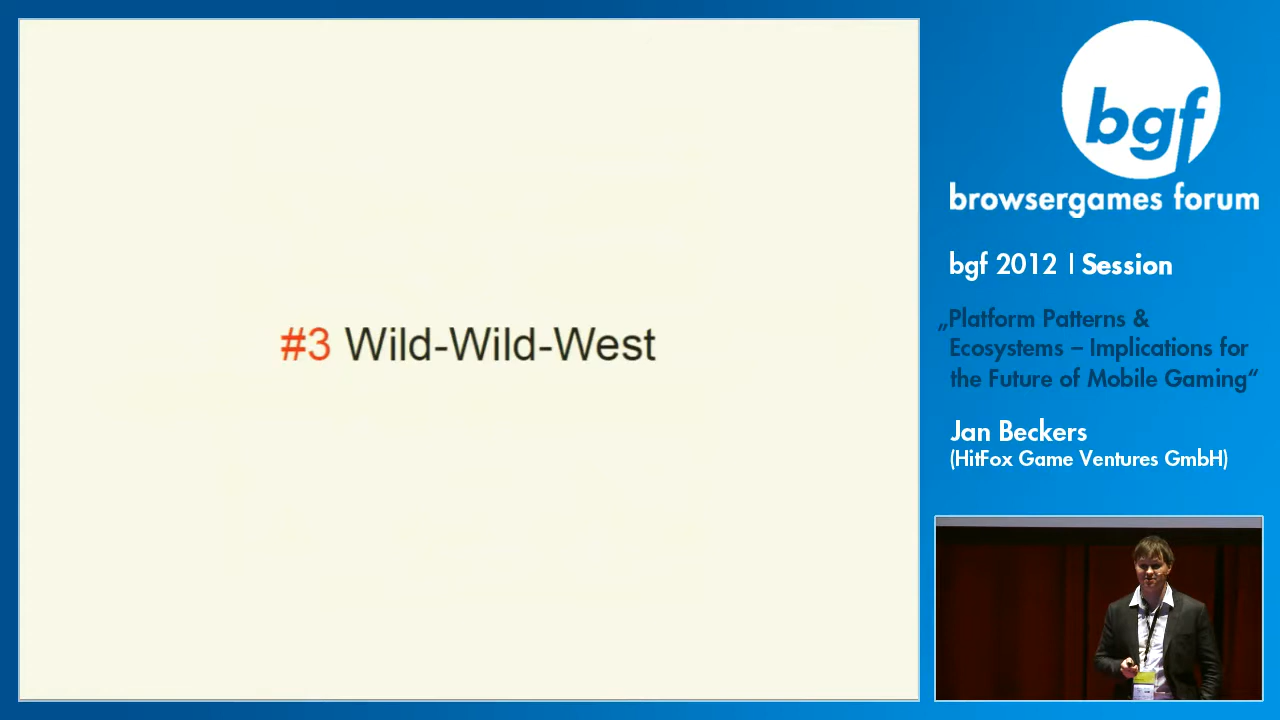 #3 Wild-Wild-West
bgf
browsergames forum
bgf 2012 | Session
„Platform Patterns &
Ecosystems – Implications for
the Future of Mobile Gaming“
Jan Beckers
(HitFox Game Ventures GmbH)